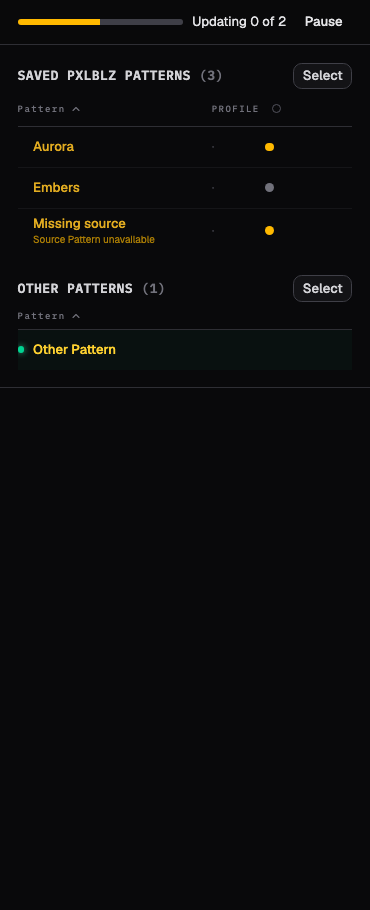 Updating 0 of 2 Pause
SAVED PXLBLZ PATTERNS (3) Select
Pattern PROFILE
Aurora
Embers
Missing source
Source Pattern unavailable
OTHER PATTERNS (1) Select
Pattern
Other Pattern